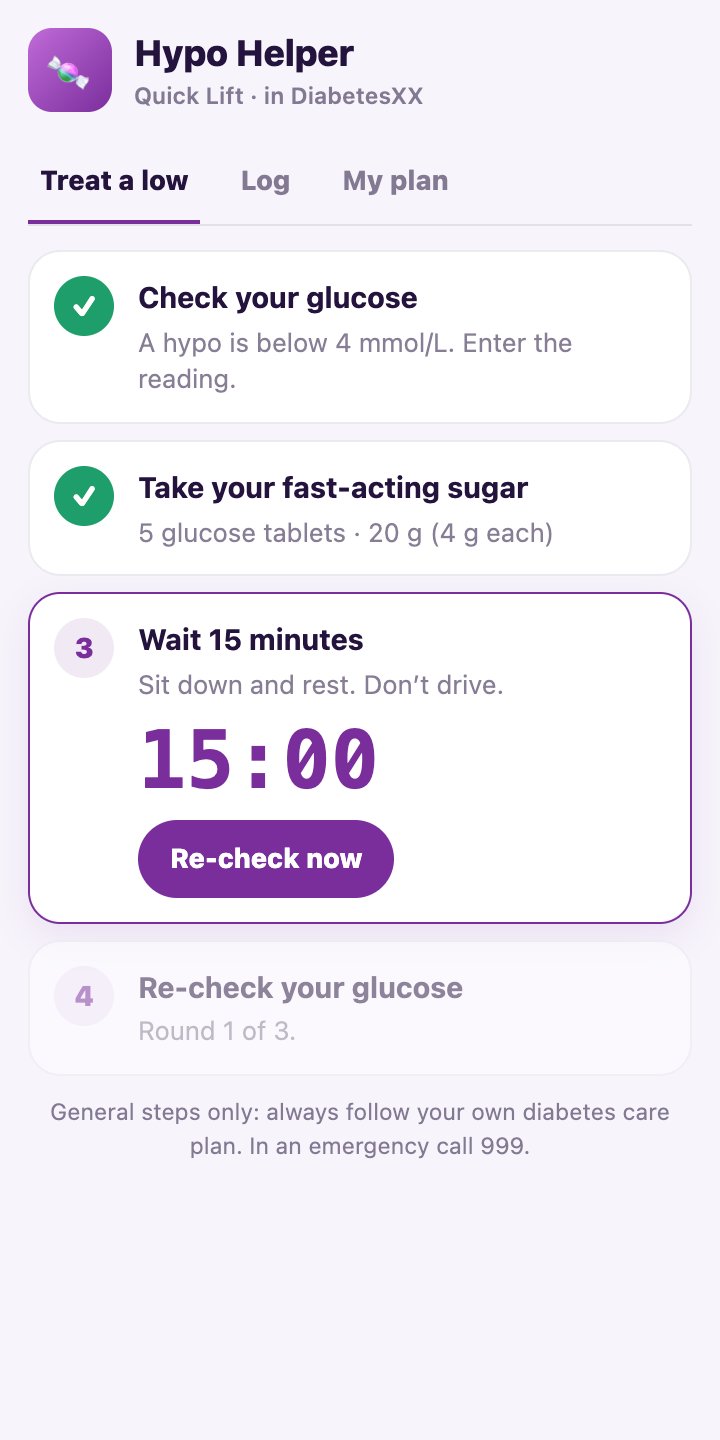 Hypo Helper
Quick Lift · in DiabetesXX
Treat a low Log My plan
Check your glucose
A hypo is below 4 mmol/L. Enter the
reading.
Take your fast-acting sugar
5 glucose tablets · 20 g (4 g each)
3 Wait 15 minutes
Sit down and rest. Don’t drive.
15:00
Re-check now
4 Re-check your glucose
Round 1 of 3.
General steps only: always follow your own diabetes care
plan. In an emergency call 999.